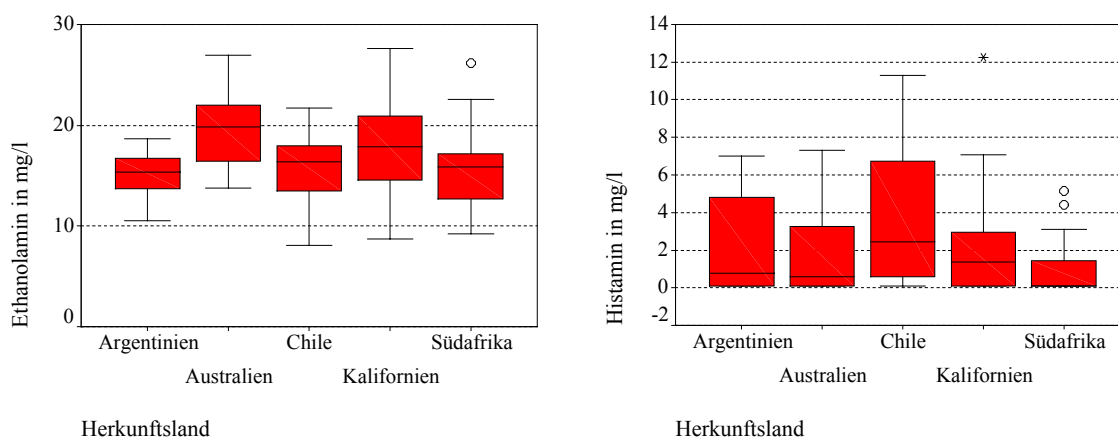 Ethanolamin in mg/l
30
20
10
0
Argentinien
Chile
Südafrika
Australien
Kalifornien
Herkunftsland
Histamin in mg/l
14
12
10
8
6
4
2
0
-2
Argentinien
Chile
Südafrika
Australien
Kalifornien
Herkunftsland